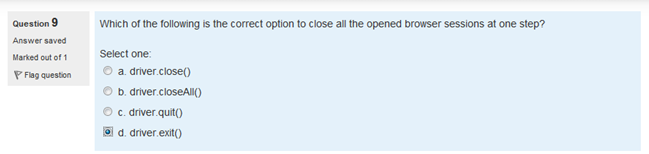 Question 9
Answer saved
Marked out of 1
Flag question
Which of the following is the correct option to close all the opened browser sessions at one step?
Select one:
a. driver.close()
b. driver.closeAll()
c. driver.quit()
d. driver.exit()